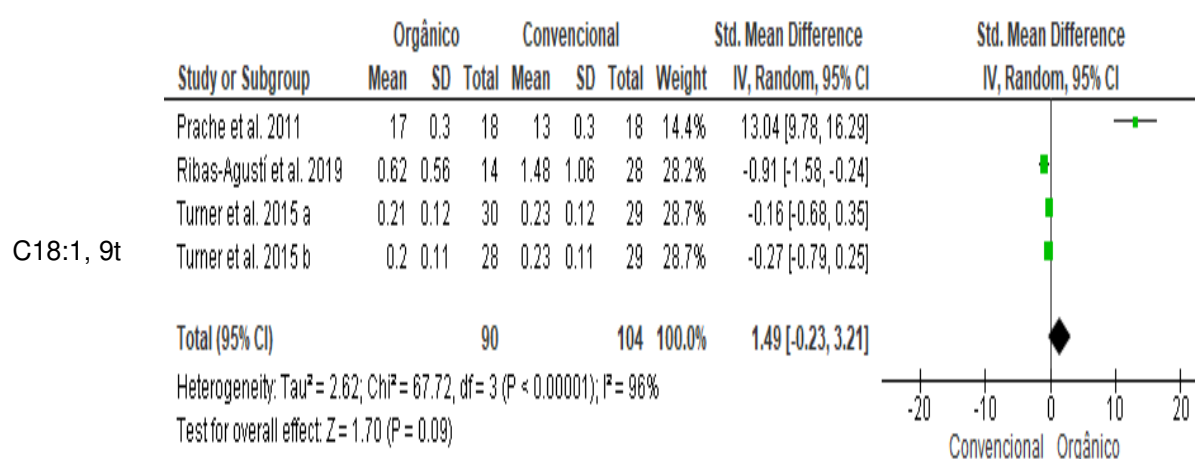 Orgânico Convencional Std. Mean Difference Std. Mean Difference
Study or Subgroup Mean SD Total Mean SD Total Weight IV, Random, 95% CI IV, Random, 95% CI
Prache et al. 2011 17 0.3 18 13 0.3 18 14.4% 13.04 [9.78, 16.29]
Ribas-Agustí et al. 2019 0.62 0.56 14 1.48 1.06 28 28.2% -0.91 [-1.58, -0.24]
Turner et al. 2015 a 0.21 0.12 30 0.23 0.12 29 28.7% -0.16 [-0.68, 0.35]
C18:1, 9t Turner et al. 2015 b 0.2 0.11 28 0.23 0.11 29 28.7% -0.27 [-0.79, 0.25]
Total (95% CI) 90 104 100.0% 1.49 [-0.23, 3.21]
Heterogeneity: Tau² = 2.62; Chi² = 67.72, df = 3 (P < 0.00001); I² = 96%
-20 -10 0 10 20
Test for overall effect: Z = 1.70 (P = 0.09)
Convencional Orgânico